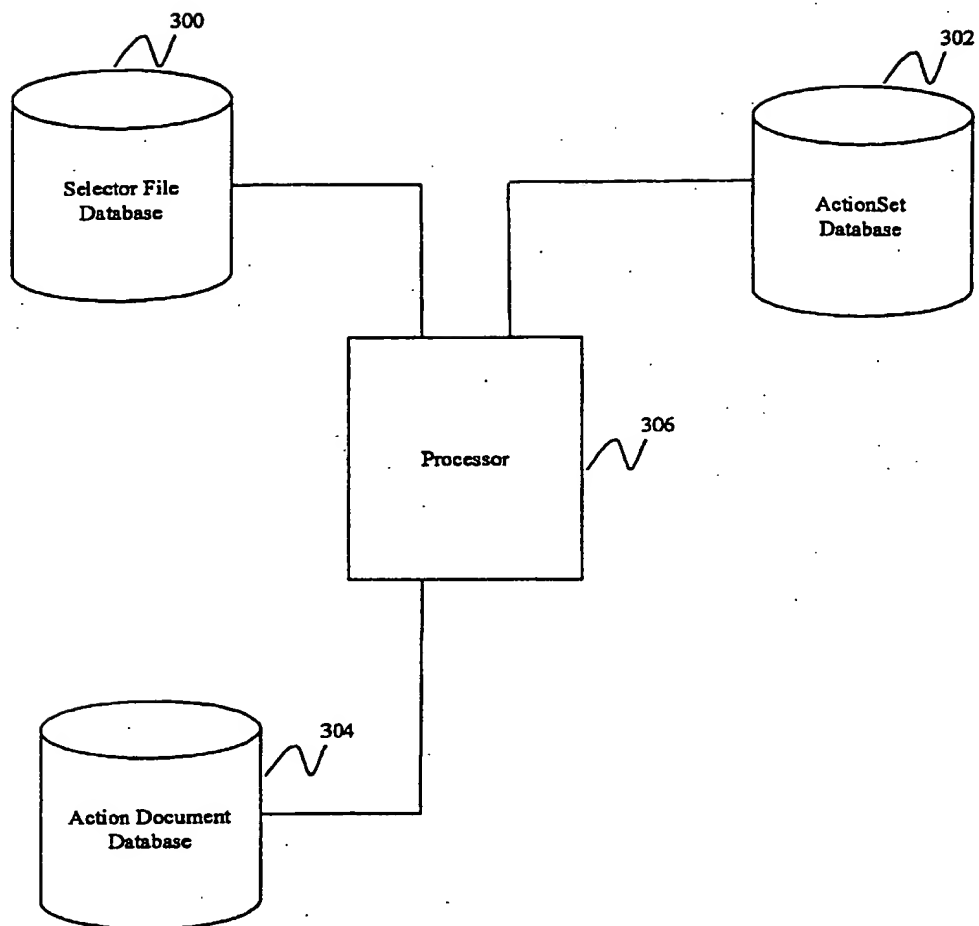 300
302
Selector File
Database
ActionSet
Database
306
Processor
304
Action Document
Database